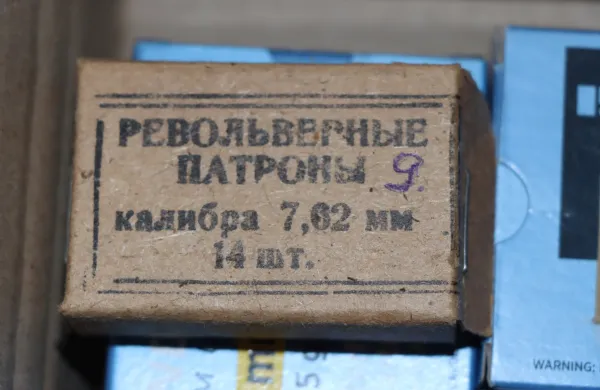 РЕВОЛЬВЕРНЫЕ
ПАТРОНЫ 9.
калибра 7,62 мм
14 шт.
WARNING: